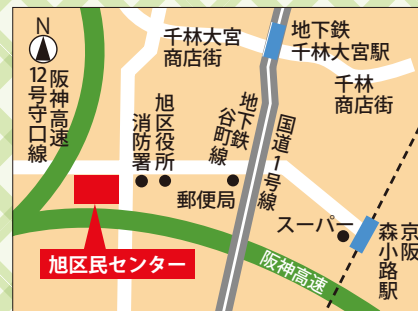 N
阪神高速
12号守口線
千林大宮
商店街
地下鉄
千林大宮駅
千林
商店街
旭区役所
消防署
地下鉄
谷町線
国道1号線
郵便局
スーパー
京阪
森小路駅
旭区民センター
阪神高速